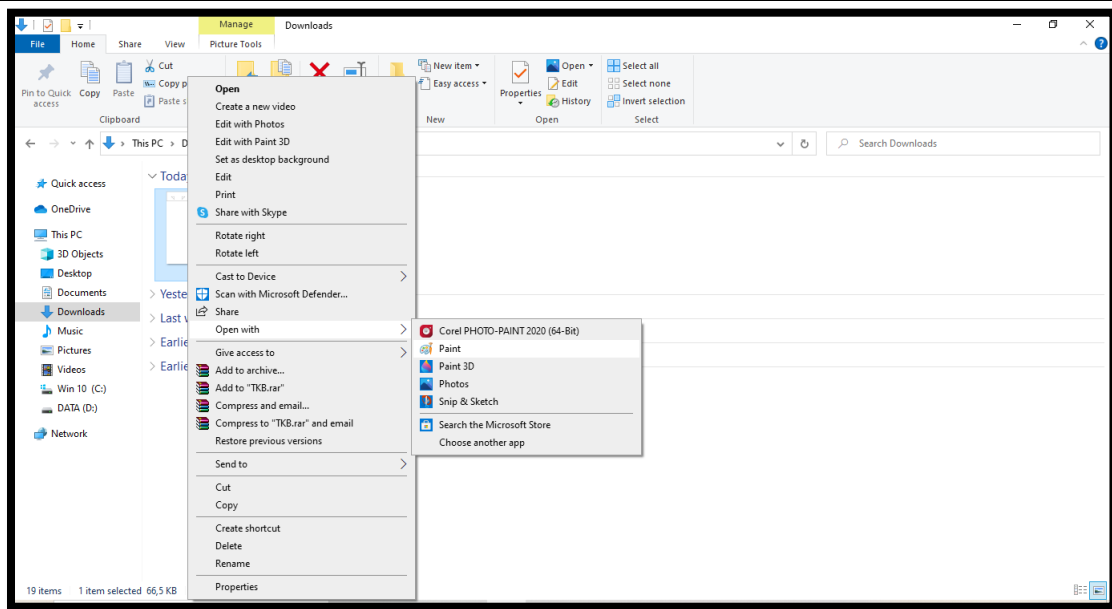 Manage Downloads
File Home Share View Picture Tools
Pin to Quick access
Copy
Paste
Cut
Copy p
Paste s
Clipboard
New item
Easy access
New
Properties
Open
Edit
History
Open
Select all
Select none
Invert selection
Select
This PC > D
Search Downloads
Quick access
OneDrive
This PC
3D Objects
Desktop
Documents
Downloads
Music
Pictures
Videos
Win 10 (C:)
DATA (D:)
Network
Toda
Yeste
Last
Earlie
Earlie
Open
Create a new video
Edit with Photos
Edit with Paint 3D
Set as desktop background
Edit
Print
Share with Skype
Rotate right
Rotate left
Cast to Device
Scan with Microsoft Defender...
Share
Open with
Give access to
Add to archive...
Add to "TKB.rar"
Compress and email...
Compress to "TKB.rar" and email
Restore previous versions
Send to
Cut
Copy
Create shortcut
Delete
Rename
Properties
Corel PHOTO-PAINT 2020 (64-Bit)
Paint
Paint 3D
Photos
Snip & Sketch
Search the Microsoft Store
Choose another app
19 items 1 item selected 66,5 KB